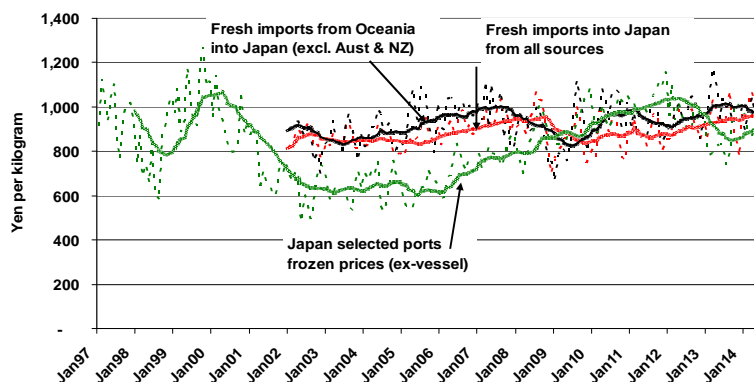 1,400
1,200
1,000
800
600
400
200
-
Yen per kilogram
Fresh imports from Oceania
into Japan (excl. Aust & NZ)
Fresh imports into Japan
from all sources
Japan selected ports
frozen prices (ex-vessel)
Jan97
Jan98
Jan99
Jan00
Jan01
Jan02
Jan03
Jan04
Jan05
Jan06
Jan07
Jan08
Jan09
Jan10
Jan11
Jan12
Jan13
Jan14